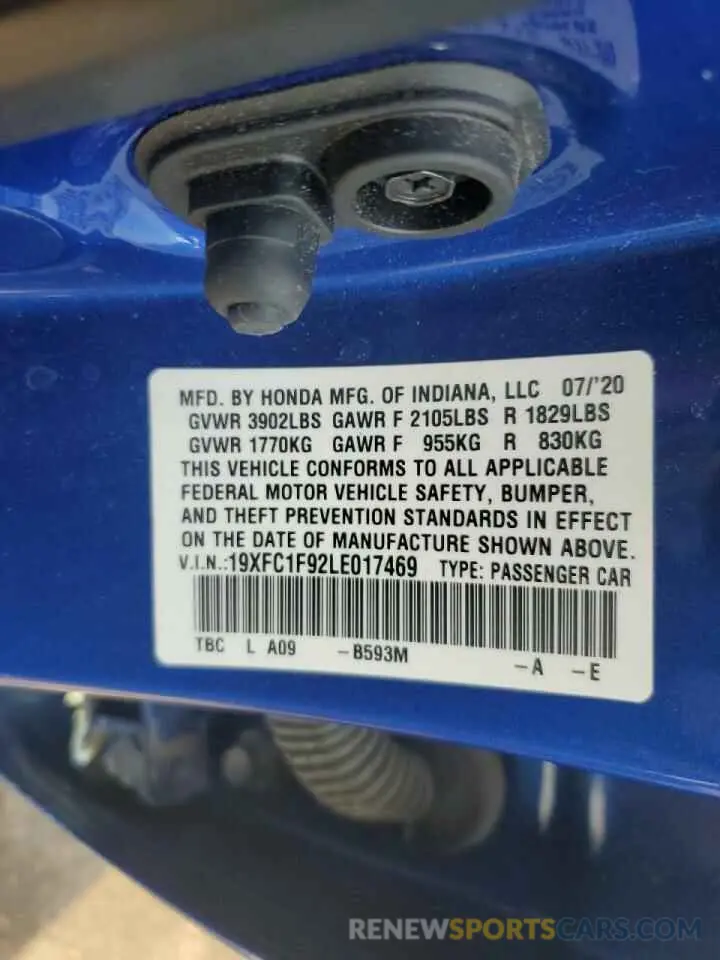 MFD. BY HONDA MFG. OF INDIANA, LLC 07/'20
GVWR 3902LBS GAWR F 2105LBS R 1829LBS
GVWR 1770KG GAWR F 955KG R 830KG
THIS VEHICLE CONFORMS TO ALL APPLICABLE
FEDERAL MOTOR VEHICLE SAFETY, BUMPER,
AND THEFT PREVENTION STANDARDS IN EFFECT
ON THE DATE OF MANUFACTURE SHOWN ABOVE.
V.I.N.:19XFC1F92LE017469 TYPE: PASSENGER CAR
TBC L A09 -B593M -A -E
RENEWSPORTSCARS.COM